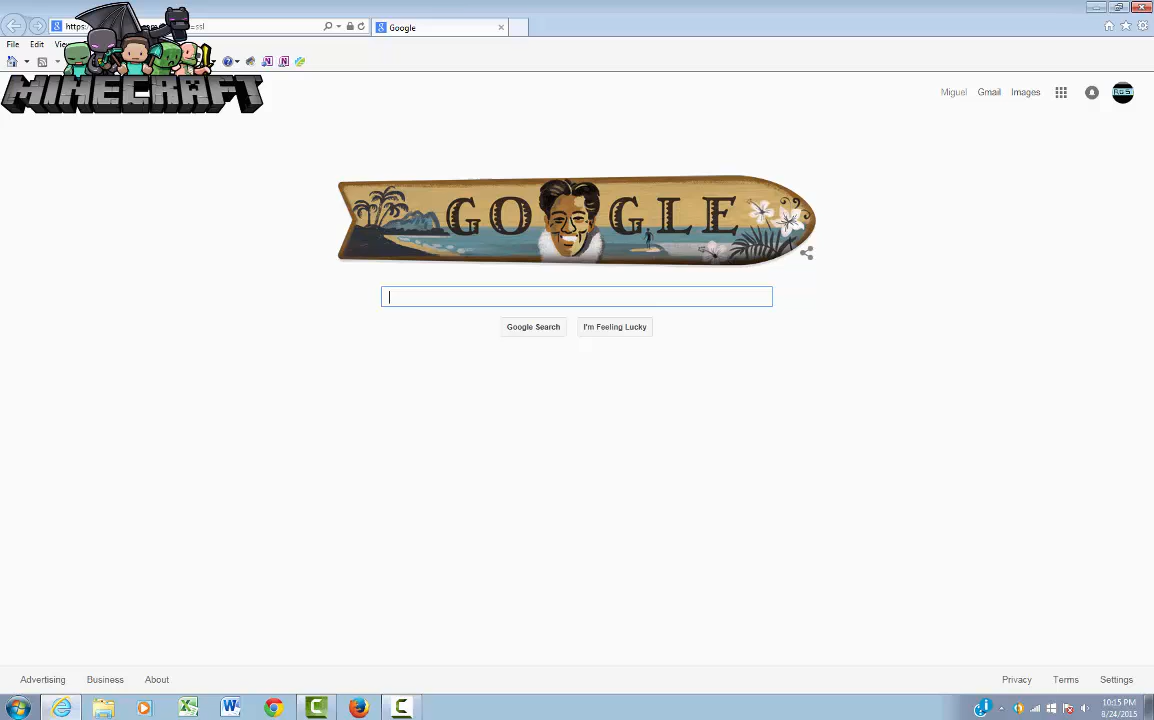 https:
=ssl
Google
File
Edit
MINECRAFT
Miguel
Gmail
Images
GOOGLE
Google Search
I'm Feeling Lucky
Advertising
Business
About
Privacy
Terms
Settings
10:15 PM
8/24/2015